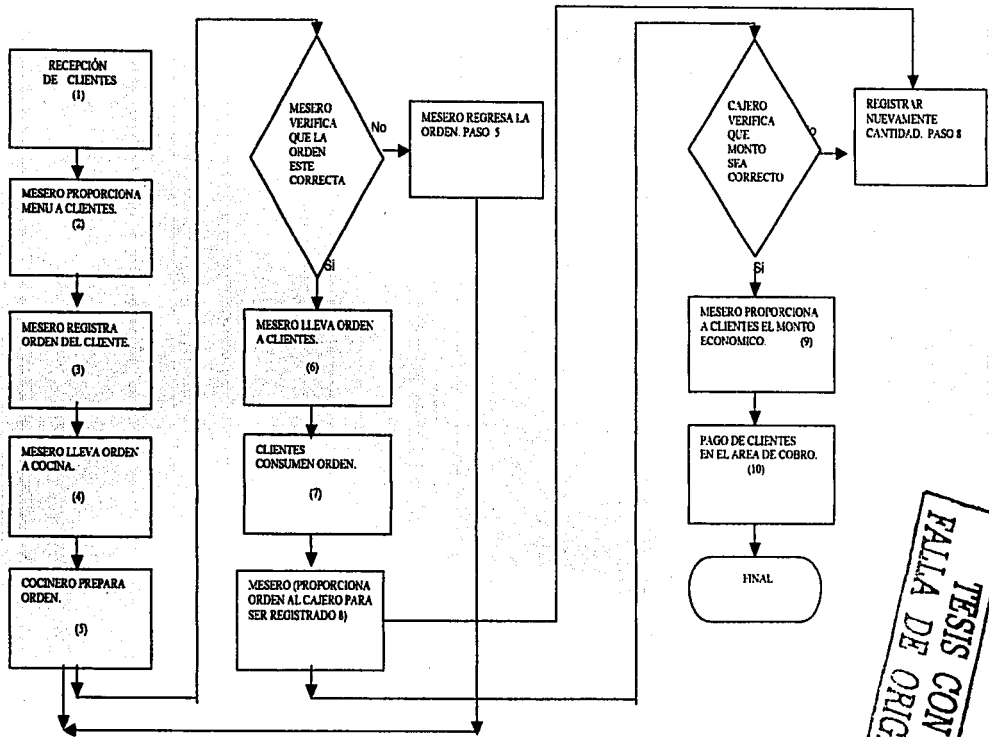 RECEPCIÓN
DE CLIENTES
(1)
MESERO PROPORCIONA
MENU A CLIENTES.
(2)
MESERO REGISTRA
ORDEN DEL CLIENTE.
(3)
MESERO LLEVA ORDEN
A COCINA.
(4)
COCINERO PREPARA
ORDEN.
(5)
MESERO
VERIFICA
QUE LA
ORDEN
ESTE
CORRECTA
No
MESERO REGRESA LA
ORDEN. PASO 5
Si
MESERO LLEVA ORDEN
A CLIENTES.
(6)
CLIENTES
CONSUMEN ORDEN.
(7)
MESERO (PROPORCIONA
ORDEN AL CAJERO PARA
SER REGISTRADO 8)
CAJERO
VERIFICA
QUE
MONTO
SEA
CORRECTO
o
REGISTRAR
NUEVAMENTE
CANTIDAD. PASO 8
Si
MESERO PROPORCIONA
A CLIENTES EL MONTO
ECONOMICO. (9)
PAGO DE CLIENTES
EN EL AREA DE COBRO.
(10)
FINAL
TESIS CON
FALLA DE ORIG